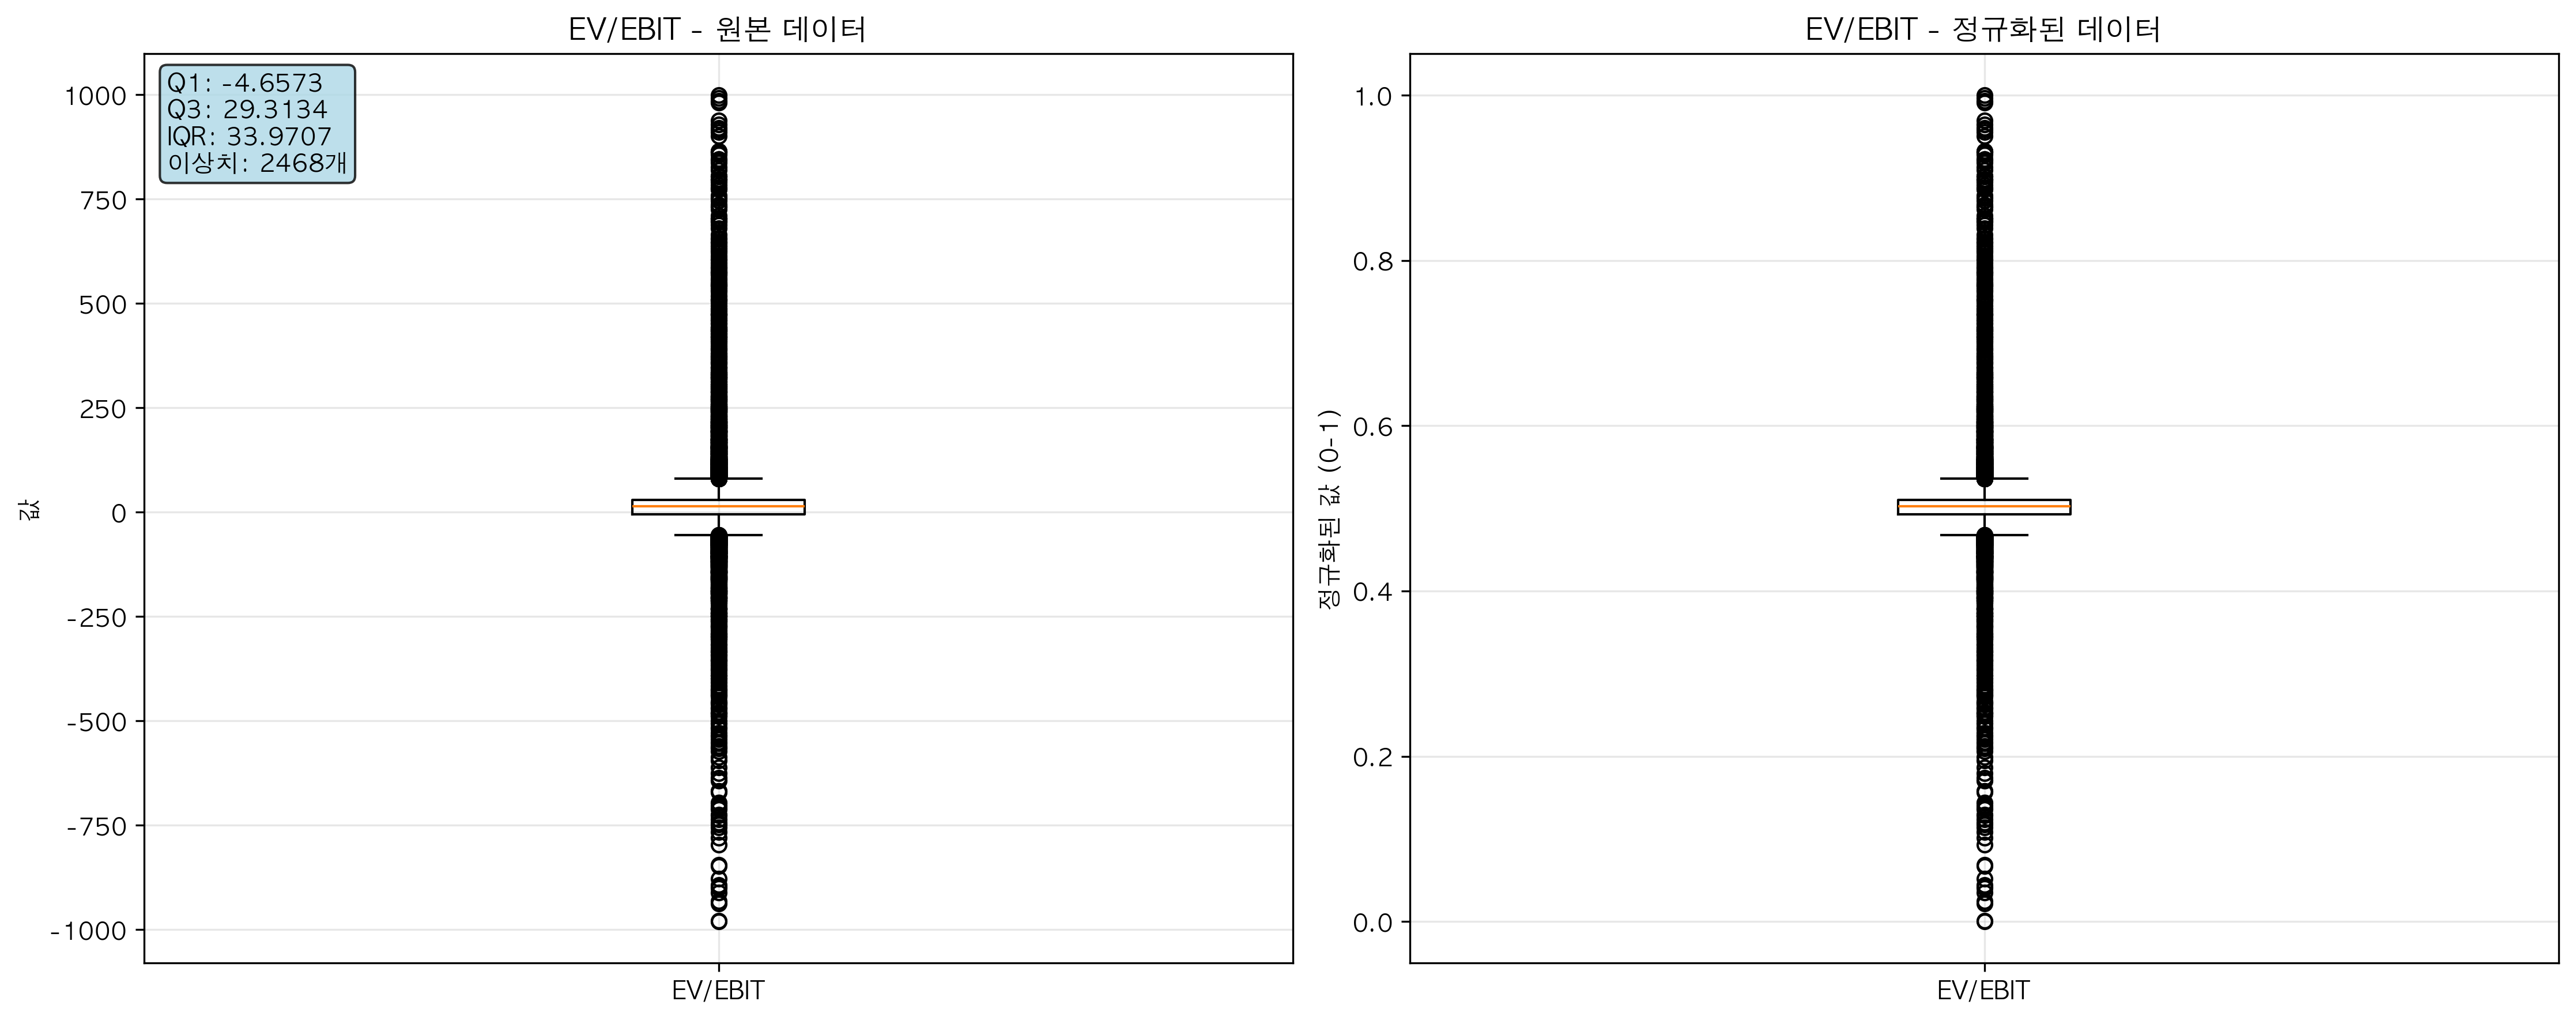 EV/EBIT - 원본 데이터
Q1: -4.6573
Q3: 29.3134
IQR: 33.9707
이상치: 2468개
1000
750
500
250
0
-250
-500
-750
-1000
값
EV/EBIT
EV/EBIT - 정규화된 데이터
1.0
0.8
0.6
0.4
0.2
0.0
정규화된 값 (0-1)
EV/EBIT